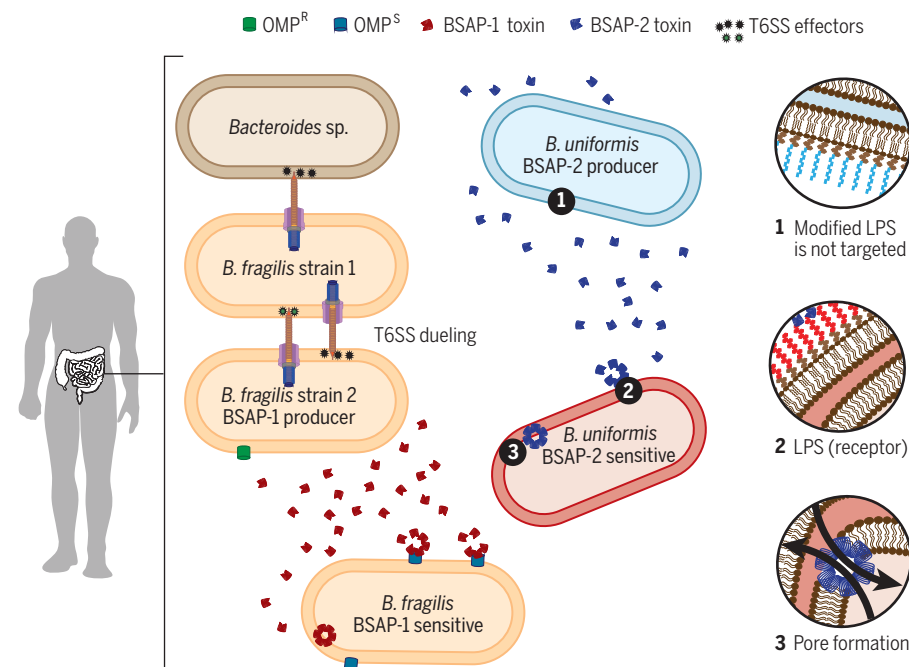 OMP^R OMP^S BSAP-1 toxin BSAP-2 toxin T6SS effectors
Bacteroides sp.
B. uniformis
BSAP-2 producer
1
1 Modified LPS
is not targeted
B. fragilis strain 1
T6SS dueling
B. fragilis
strain 2
BSAP-1 producer
2
3
B. uniformis
BSAP-2 sensitive
2 LPS (receptor)
B. fragilis
BSAP-1 sensitive
3 Pore formation